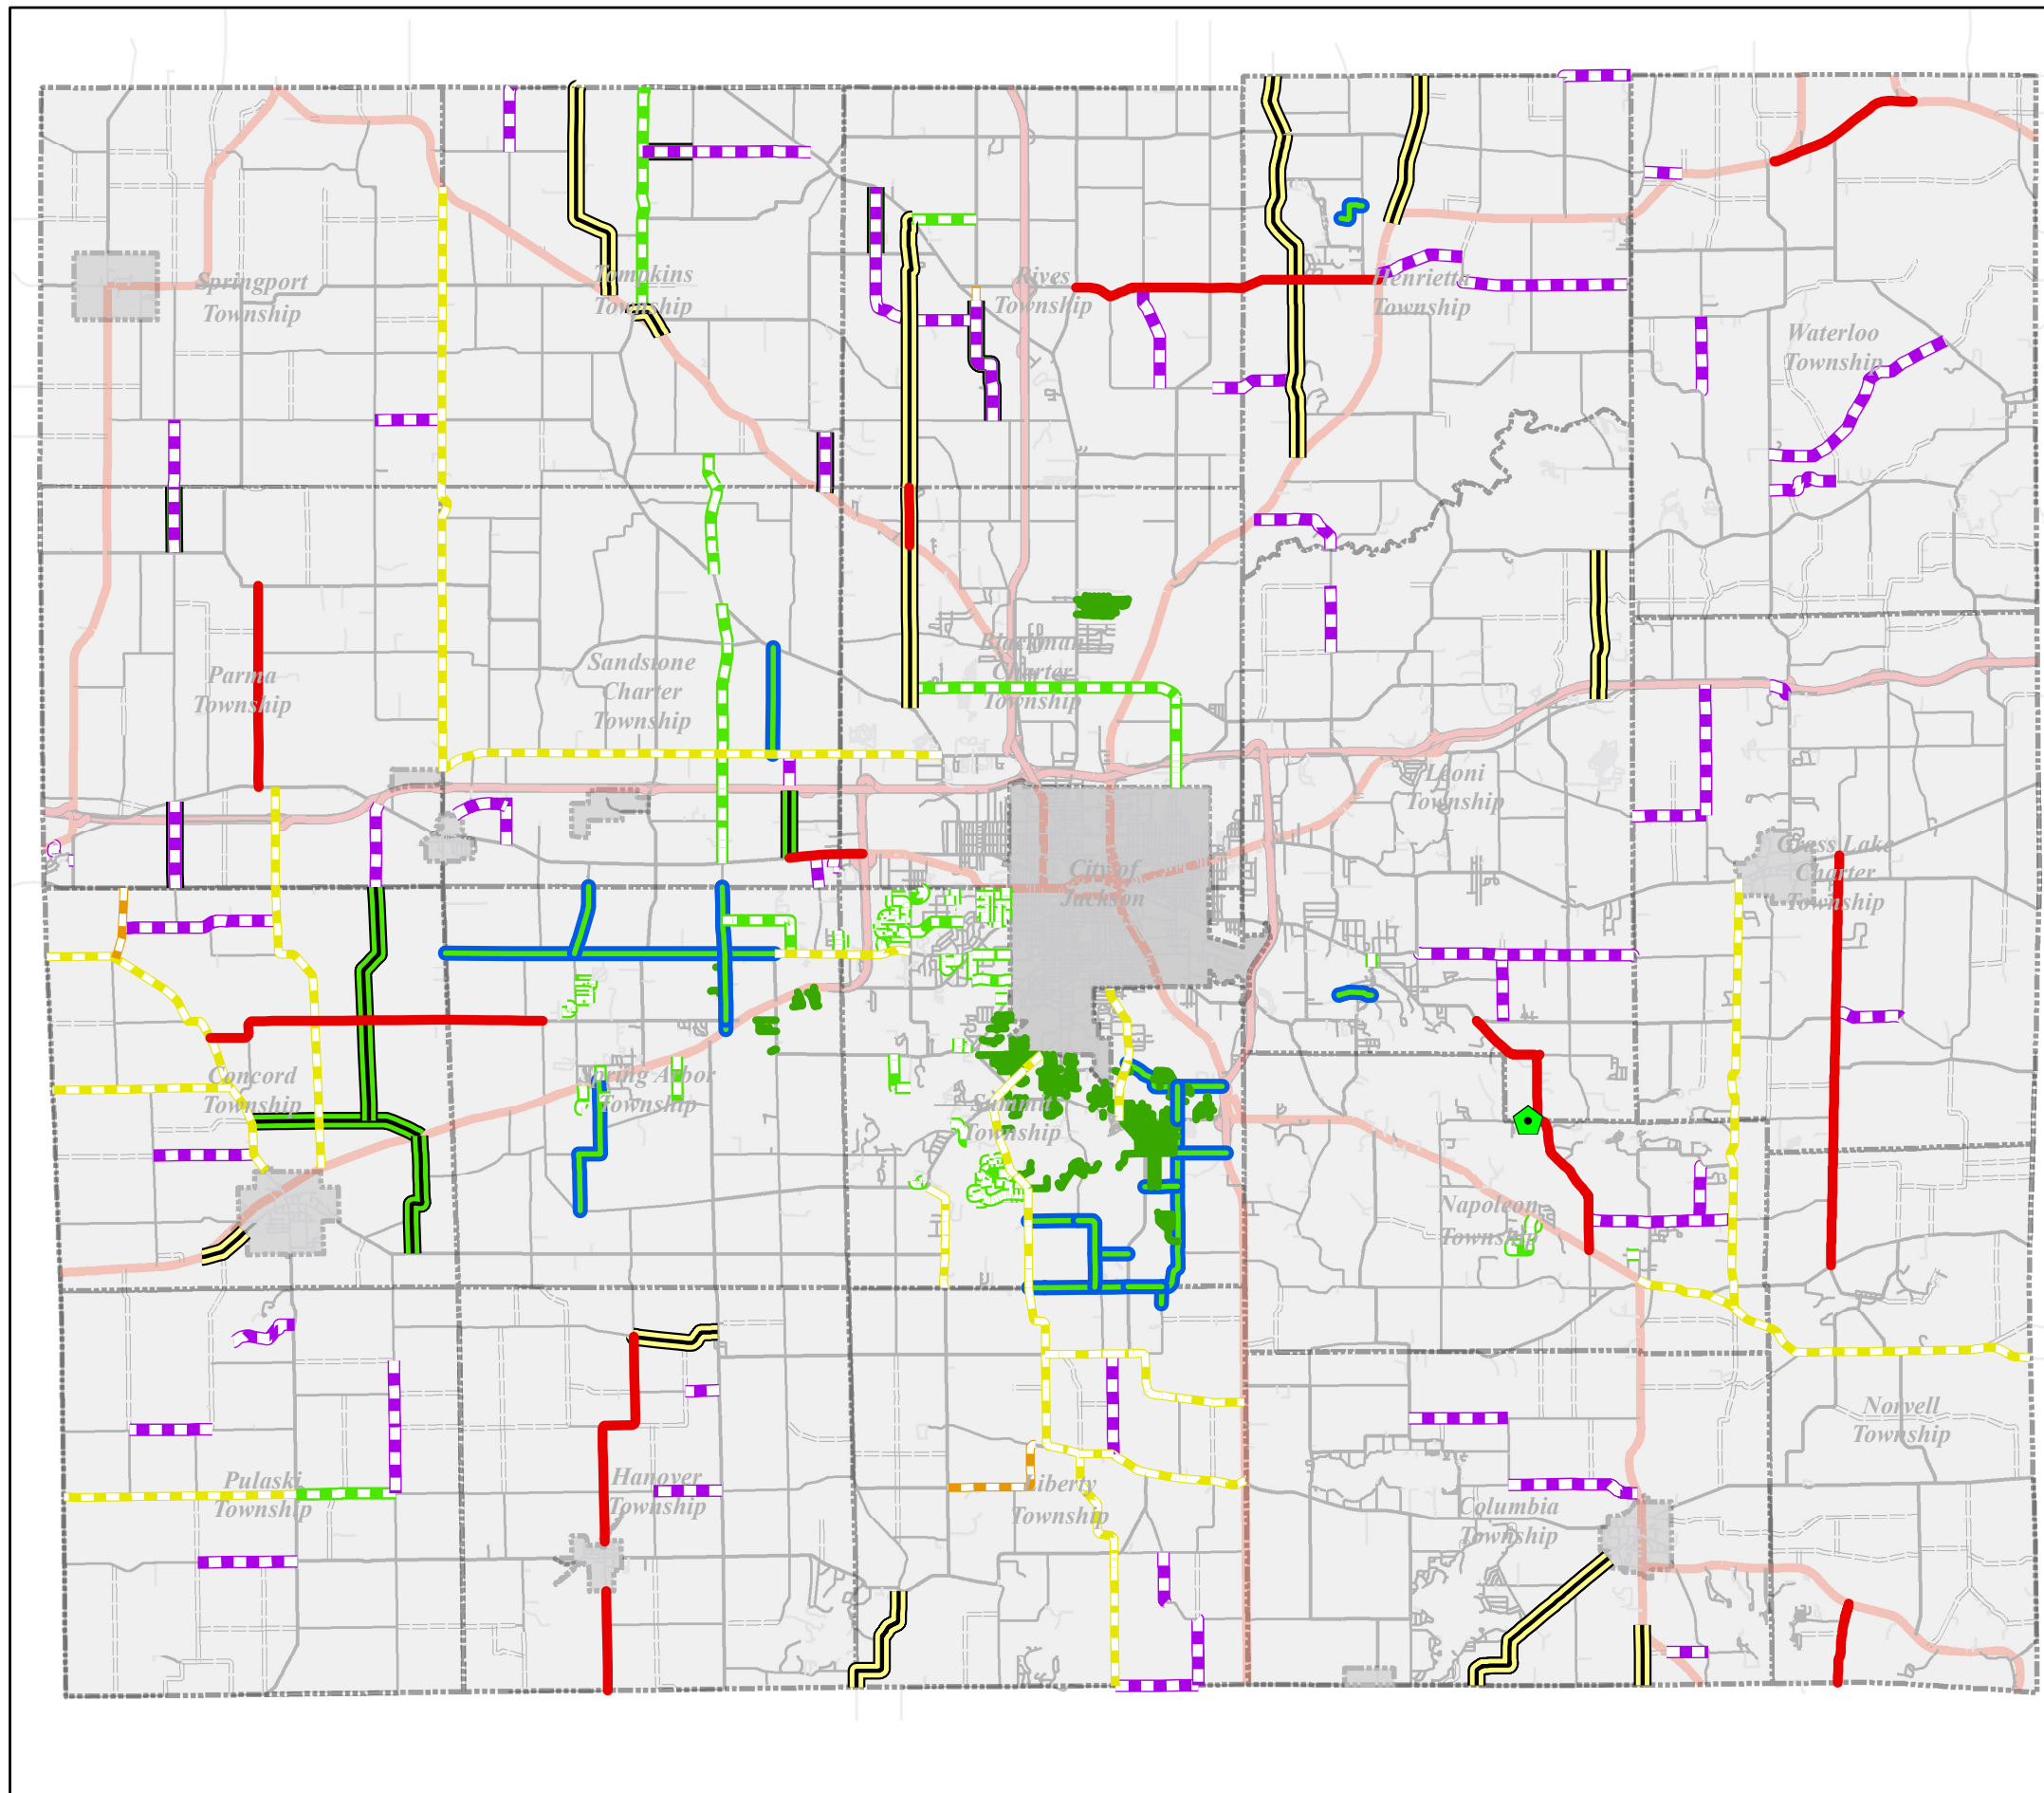 Springport
Township
Tompkins
Township
Rives
Township
Henrietta
Township
Waterloo
Township
Parma
Township
Sandstone
Charter
Township
Blackman
Charter
Township
Leoni
Township
Grass Lake
Charter
Township
City of
Jackson
Concord
Township
Spring Arbor
Township
Summit
Township
Napoleon
Township
Pulaski
Township
Hanover
Township
Liberty
Township
Columbia
Township
Norvell
Township